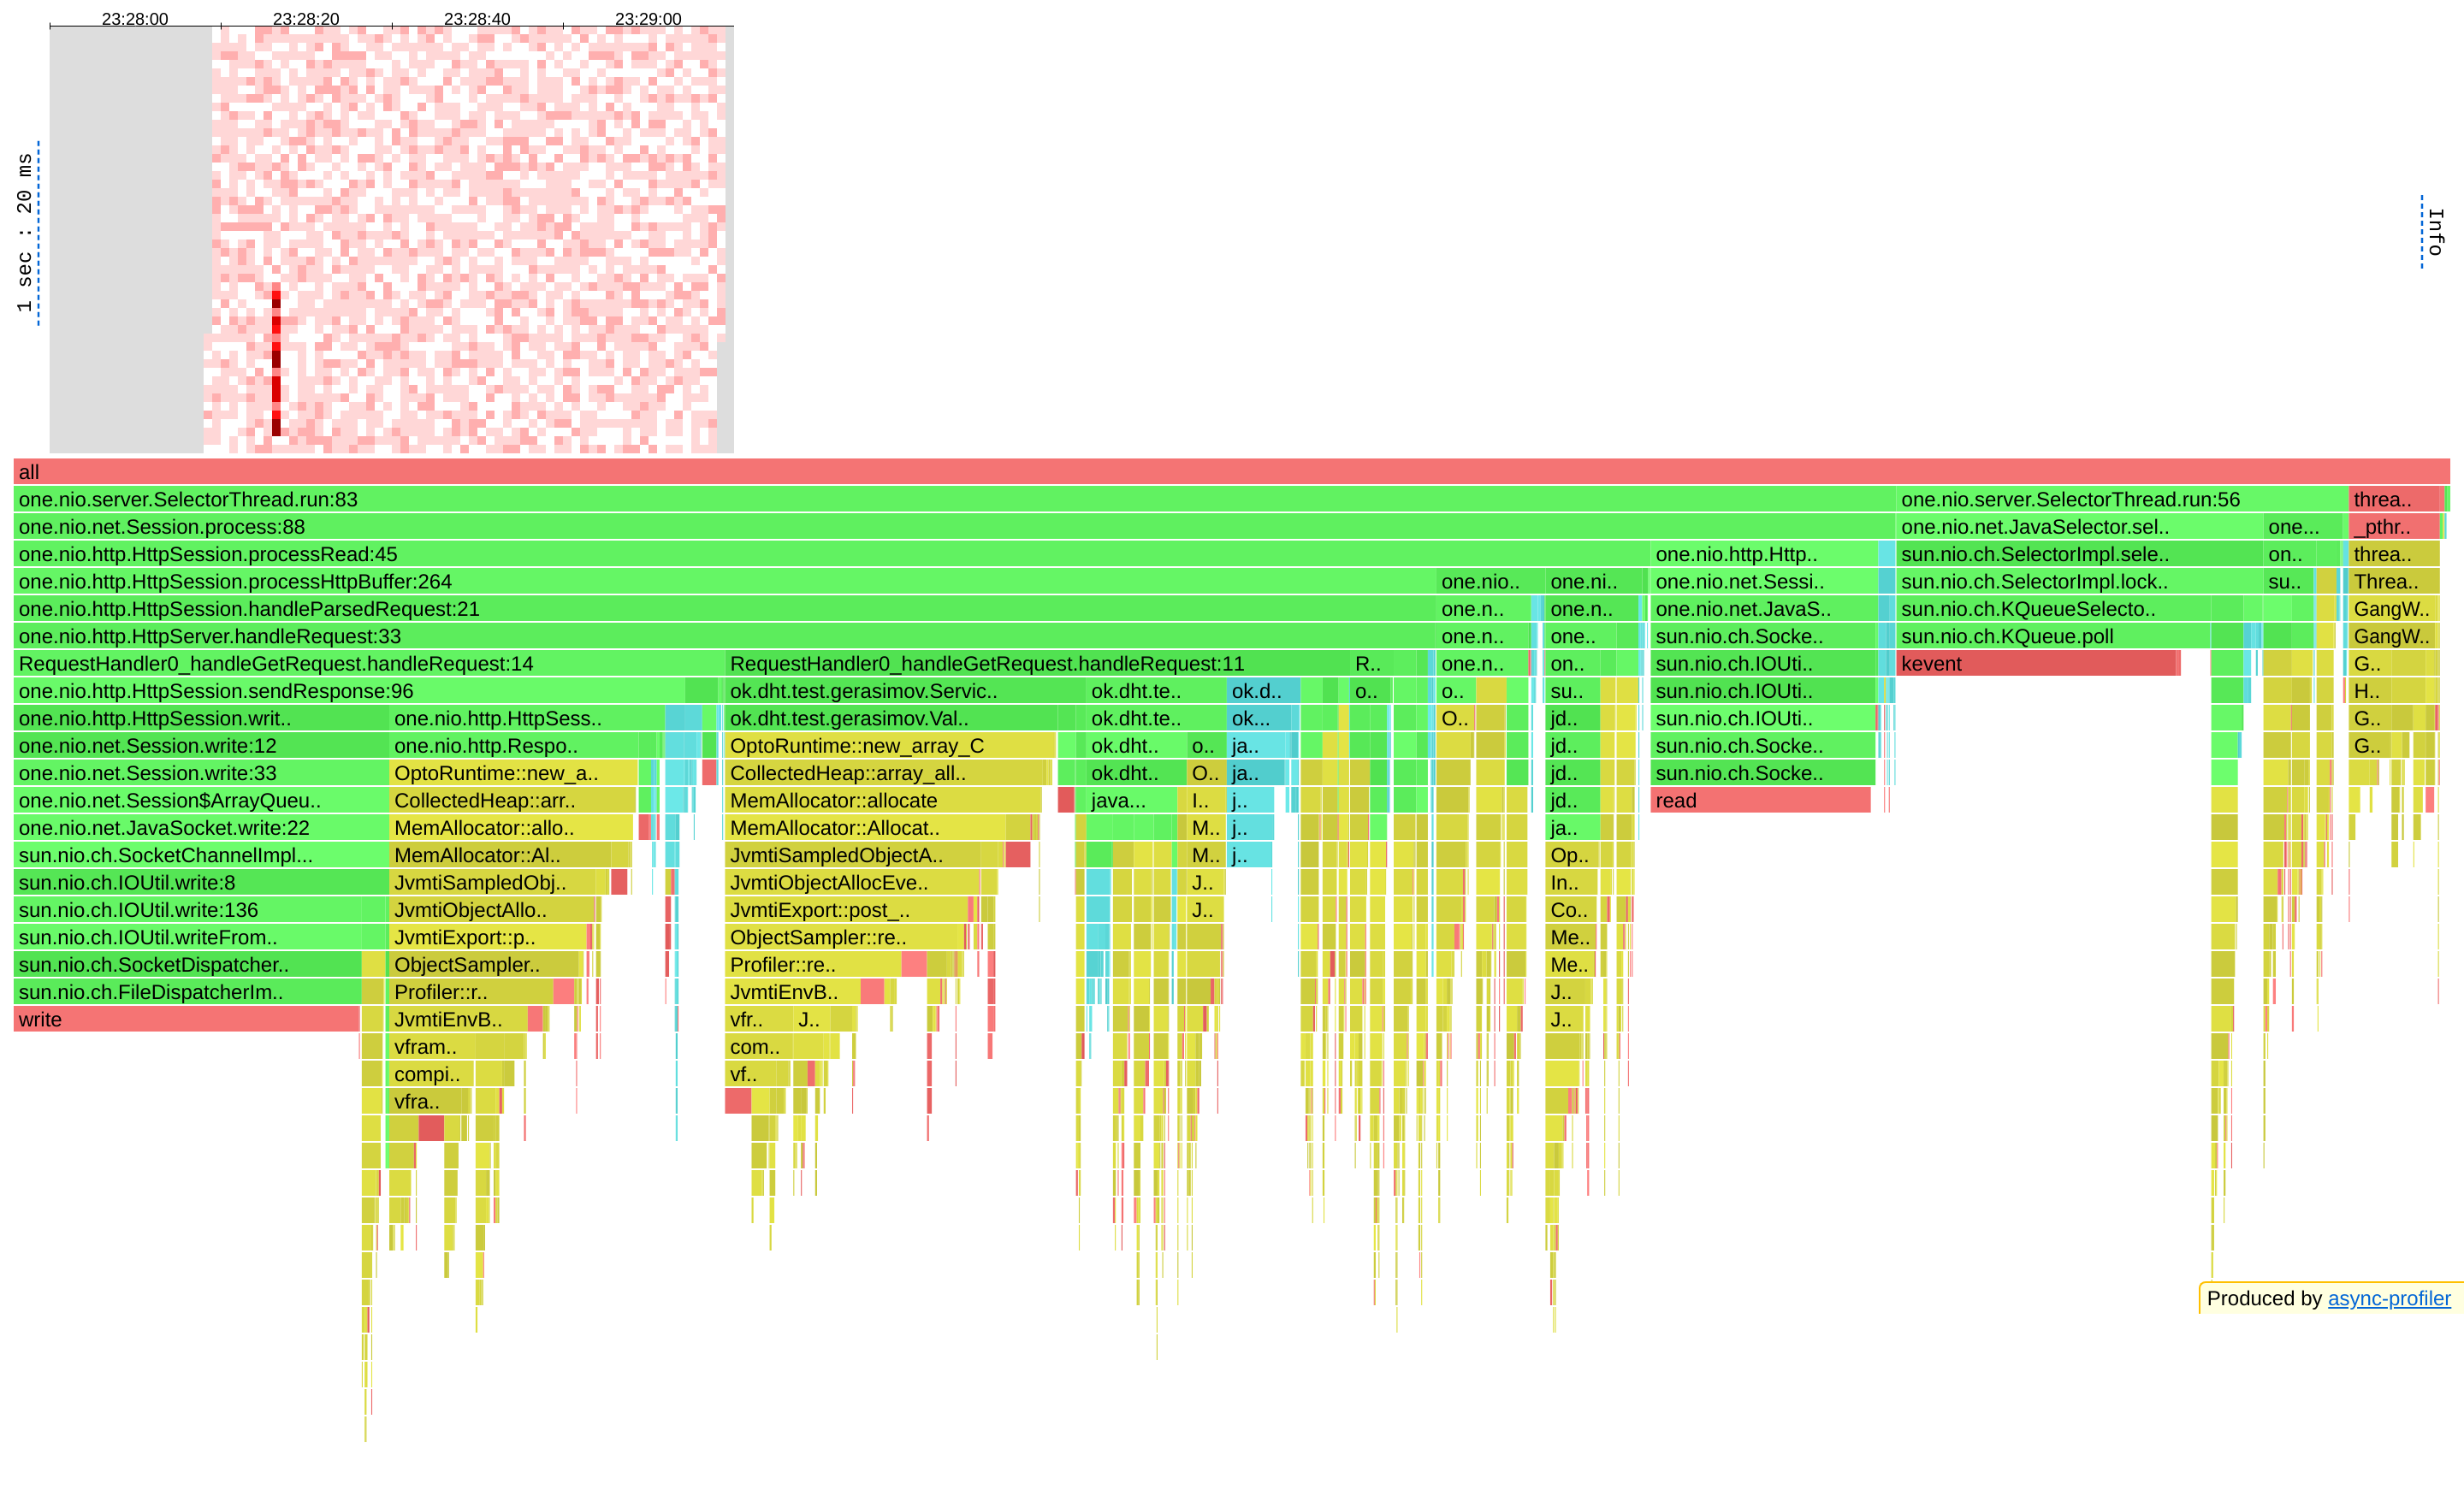 23:28:00 23:28:20 23:28:40 23:29:00
1 sec : 20 ms
Info
all
one.nio.server.SelectorThread.run:83 one.nio.server.SelectorThread.run:56 threa..
one.nio.net.Session.process:88 one.nio.net.JavaSelector.sel.. one... _pthr..
one.nio.http.HttpSession.processRead:45 one.nio.http.Http.. sun.nio.ch.SelectorImpl.sele.. on.. threa..
one.nio.http.HttpSession.processHttpBuffer:264 one.nio.. one.ni.. one.nio.net.Sessi.. sun.nio.ch.SelectorImpl.lock.. su.. Threa..
one.nio.http.HttpSession.handleParsedRequest:21 one.n.. one.n.. one.nio.net.JavaS.. sun.nio.ch.KQueueSelecto.. GangW..
one.nio.http.HttpServer.handleRequest:33 one.n.. one.. sun.nio.ch.Socke.. sun.nio.ch.KQueue.poll GangW..
RequestHandler0_handleGetRequest.handleRequest:14 RequestHandler0_handleGetRequest.handleRequest:11 R.. one.n.. on.. sun.nio.ch.IOUti.. kevent G..
one.nio.http.HttpSession.sendResponse:96 ok.dht.test.gerasimov.Servic.. ok.dht.te.. ok.d.. o.. o.. su.. sun.nio.ch.IOUti.. H..
one.nio.http.HttpSession.writ.. one.nio.http.HttpSess.. ok.dht.test.gerasimov.Val.. ok.dht.te.. ok... O.. jd.. sun.nio.ch.IOUti.. G..
one.nio.net.Session.write:12 one.nio.http.Respo.. OptoRuntime::new_array_C ok.dht.. o.. ja.. jd.. sun.nio.ch.Socke.. G..
one.nio.net.Session.write:33 OptoRuntime::new_a.. CollectedHeap::array_all.. ok.dht.. O.. ja.. jd.. sun.nio.ch.Socke..
one.nio.net.Session$ArrayQueu.. CollectedHeap::arr.. MemAllocator::allocate java... I.. j.. jd.. read
one.nio.net.JavaSocket.write:22 MemAllocator::allo.. MemAllocator::Allocat.. M.. j.. ja..
sun.nio.ch.SocketChannelImpl... MemAllocator::Al.. JvmtiSampledObjectA.. M.. j.. Op..
sun.nio.ch.IOUtil.write:8 JvmtiSampledObj.. JvmtiObjectAllocEve.. J.. In..
sun.nio.ch.IOUtil.write:136 JvmtiObjectAllo.. JvmtiExport::post_.. J.. Co..
sun.nio.ch.IOUtil.writeFrom.. JvmtiExport::p.. ObjectSampler::re.. Me..
sun.nio.ch.SocketDispatcher.. ObjectSampler.. Profiler::re.. Me..
sun.nio.ch.FileDispatcherIm.. Profiler::r.. JvmtiEnvB.. J..
write JvmtiEnvB.. vfr.. J.. J..
vfram.. com..
compi.. vf..
vfra..
Produced by async-profiler